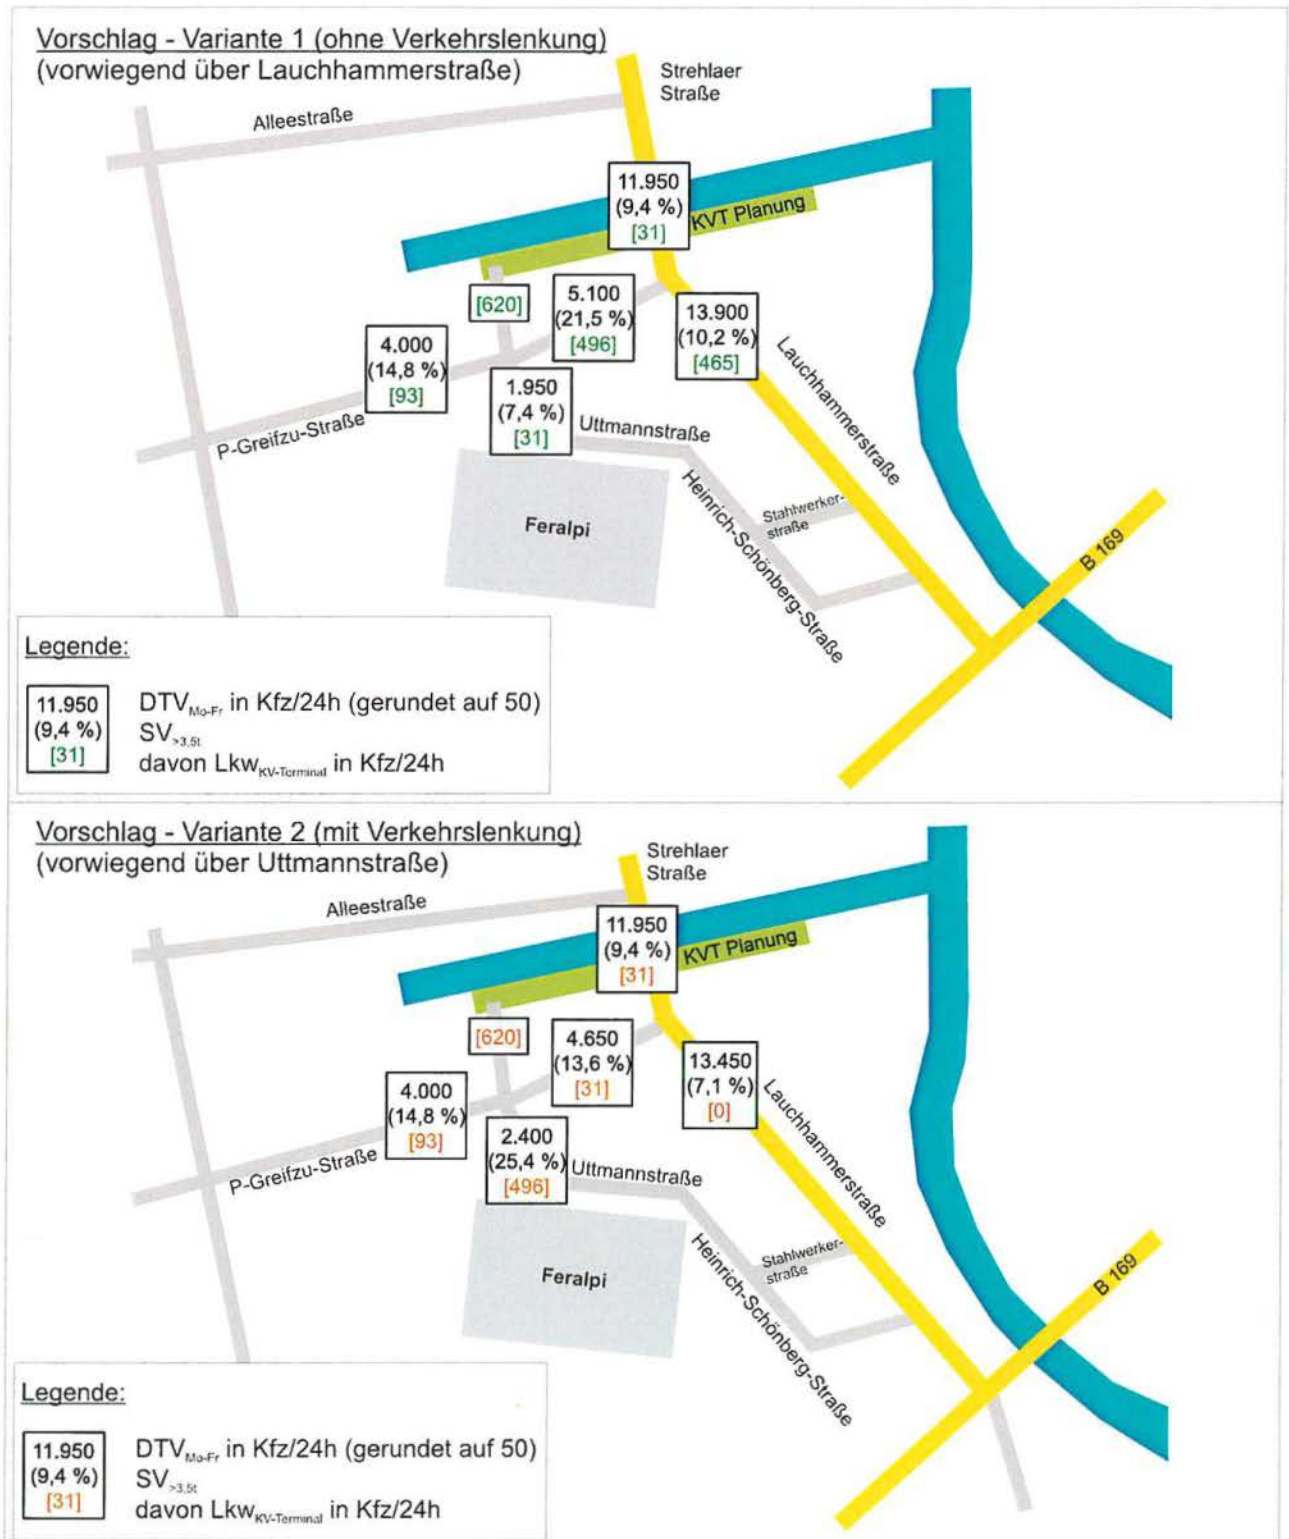 Vorschlag - Variante 1 (ohne Verkehrslenkung)
(vorwiegend über Lauchhammerstraße)
Strehlaer
Straße
Alleestraße
11.950
(9,4 %)
[31]
KVT Planung
[620]
5.100
(21,5 %)
[496]
13.900
(10,2 %)
[465]
4.000
(14,8 %)
[93]
Lauchhammerstraße
1.950
(7,4 %)
[31]
P-Greifzu-Straße
Uttmannstraße
Heinrich-Schönberg-Straße
Stahlwerker-
straße
Feralpi
B 169
Legende:
11.950
(9,4 %)
[31]
DTVMo-Fr in Kfz/24h (gerundet auf 50)
SV>3,5t
davon LkwKV-Terminal in Kfz/24h
Vorschlag - Variante 2 (mit Verkehrslenkung)
(vorwiegend über Uttmannstraße)
Strehlaer
Straße
Alleestraße
11.950
(9,4 %)
[31]
KVT Planung
[620]
4.650
(13,6 %)
[31]
13.450
(7,1 %)
[0]
4.000
(14,8 %)
[93]
Lauchhammerstraße
2.400
(25,4 %)
[496]
P-Greifzu-Straße
Uttmannstraße
Heinrich-Schönberg-Straße
Stahlwerker-
straße
Feralpi
B 169
Legende:
11.950
(9,4 %)
[31]
DTVMo-Fr in Kfz/24h (gerundet auf 50)
SV>3,5t
davon LkwKV-Terminal in Kfz/24h